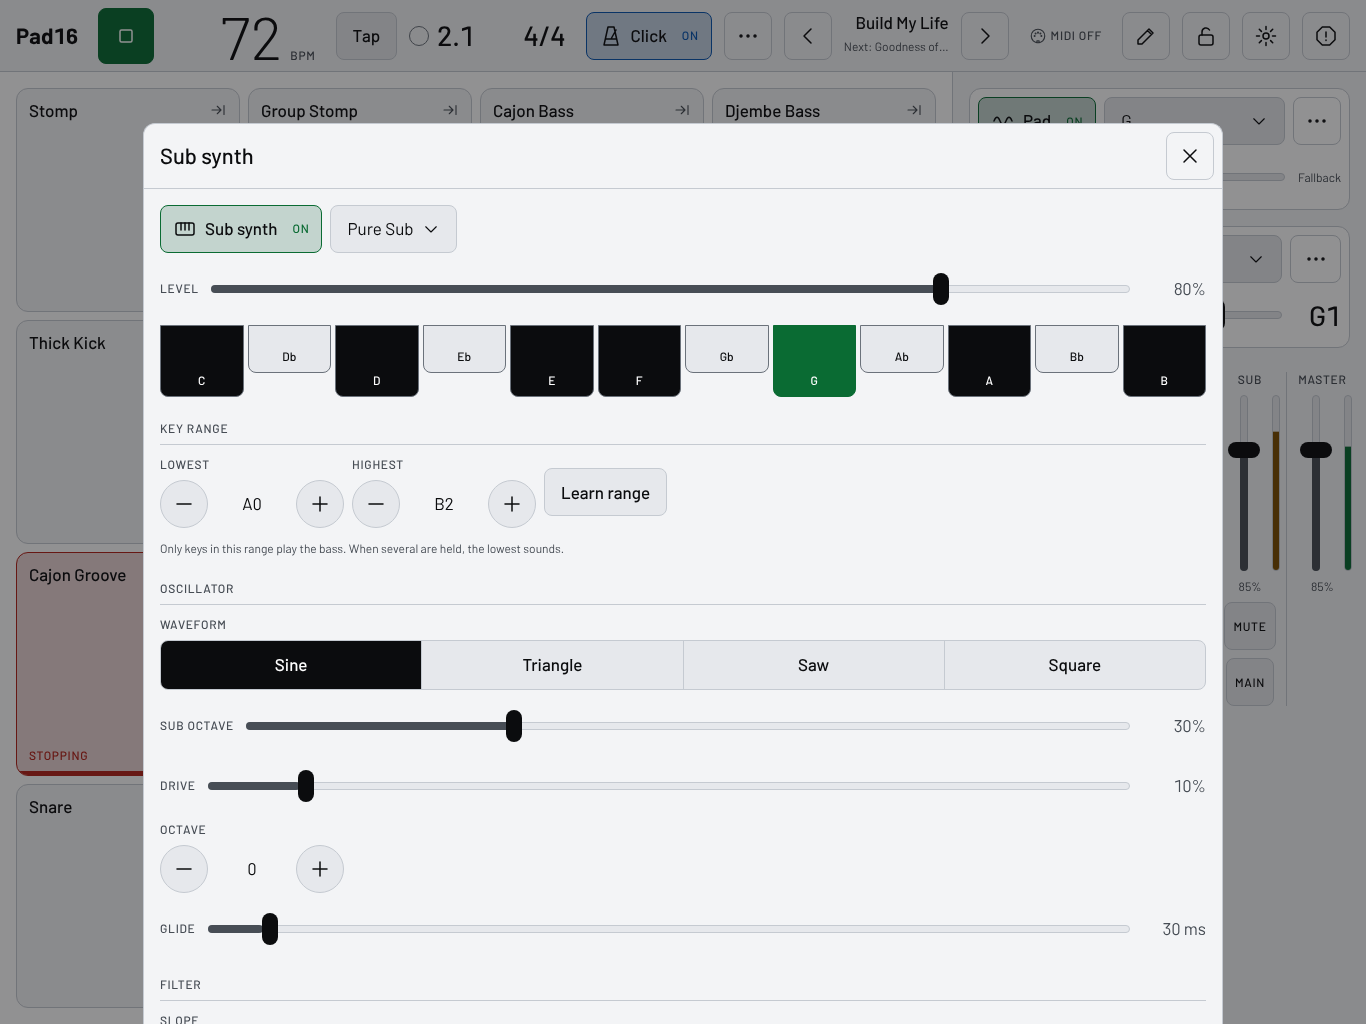 Pad16
72 BPM
Tap
2.1
4/4
Click ON
Build My Life
Next: Goodness of...
MIDI OFF
Stomp
Group Stomp
Cajon Bass
Djembe Bass
Pad ON
G
Fallback
Thick Kick
Cajon Groove
STOPPING
Snare
G1
SUB
MASTER
85%
85%
MUTE
MAIN
Sub synth
Sub synth ON
Pure Sub
LEVEL
80%
C
Db
D
Eb
E
F
Gb
G
Ab
A
Bb
B
KEY RANGE
LOWEST
HIGHEST
A0
B2
Learn range
Only keys in this range play the bass. When several are held, the lowest sounds.
OSCILLATOR
WAVEFORM
Sine
Triangle
Saw
Square
SUB OCTAVE
30%
DRIVE
10%
OCTAVE
0
GLIDE
30 ms
FILTER
SLOPE